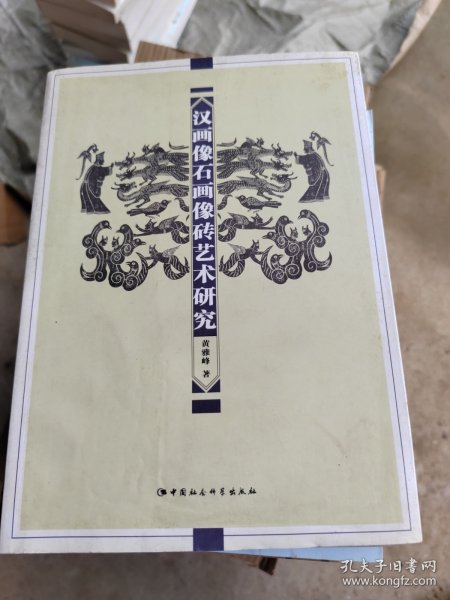 汉画像石画像砖艺术研究
黄雅峰 著
中国社会科学出版社
孔夫子旧书网
www.kongfz.com